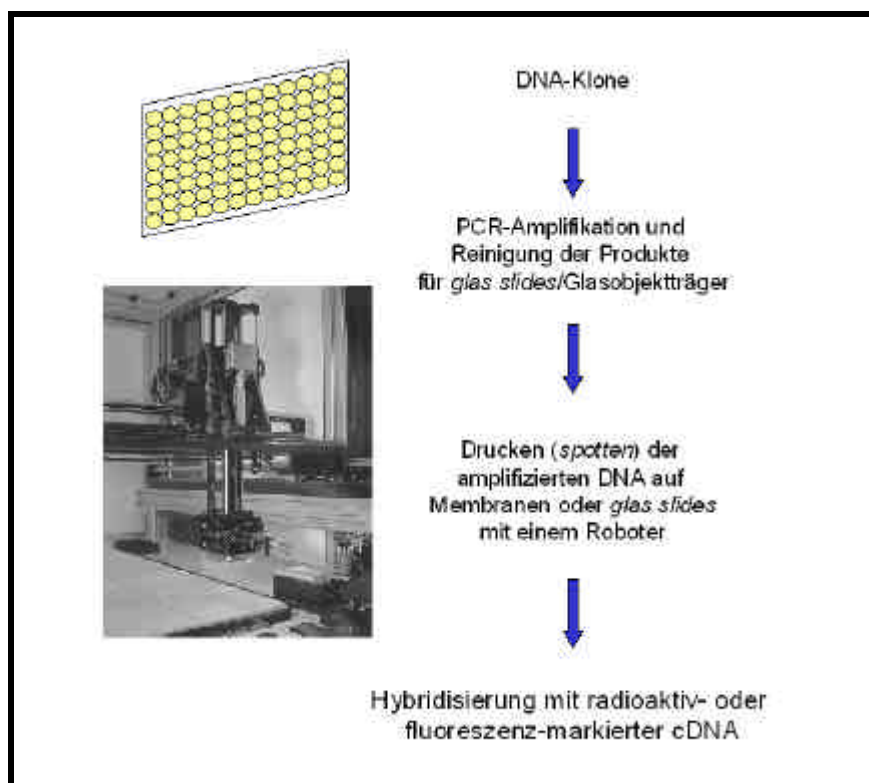 DNA-Klone
PCR-Amplifikation und
Reinigung der Produkte
für glas slides/Glasobjektträger
Drucken (spotten) der
amplifizierten DNA auf
Membranen oder glas slides
mit einem Roboter
Hybridisierung mit radioaktiv- oder
fluoreszenz-markierter cDNA